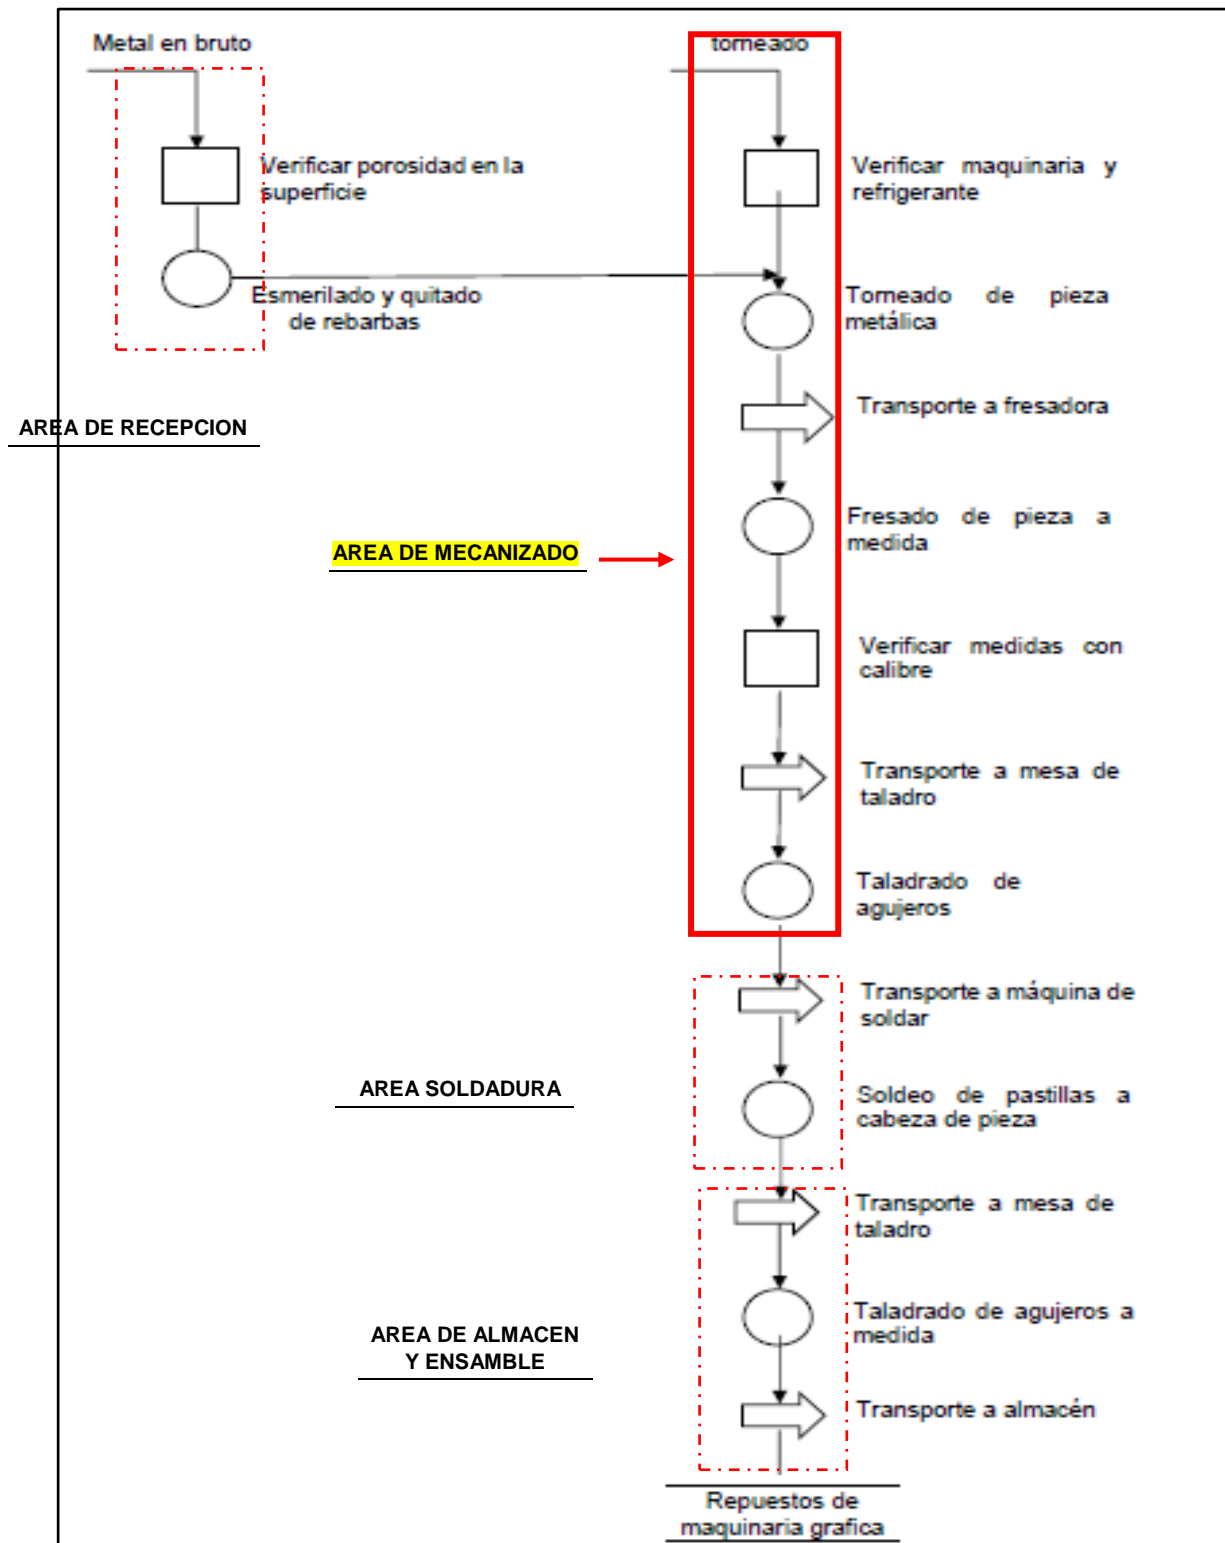 Metal en bruto
torneado
Verificar porosidad en la
superficie
Verificar maquinaria y
refrigerante
Esmerilado y quitado
de rebarbas
Torneado de pieza
metálica
Transporte a fresadora
AREA DE RECEPCION
Fresado de pieza a
medida
AREA DE MECANIZADO
Verificar medidas con
calibre
Transporte a mesa de
taladro
Taladrado de
agujeros
Transporte a máquina de
soldar
AREA SOLDADURA
Soldeo de pastillas a
cabeza de pieza
Transporte a mesa de
taladro
Taladrado de agujeros a
medida
AREA DE ALMACEN
Y ENSAMBLE
Transporte a almacén
Repuestos de
maquinaria grafica